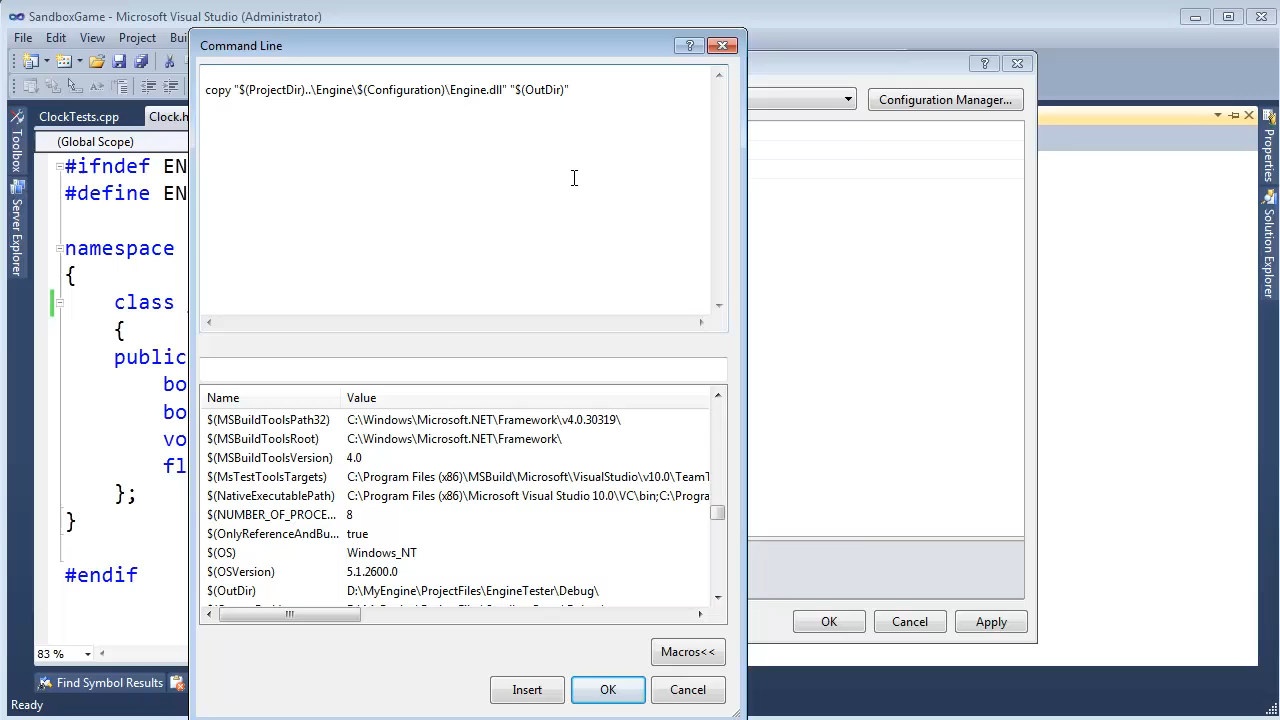 SandboxGame - Microsoft Visual Studio (Administrator)
File Edit View Project
Command Line
Configuration Manager...
copy "$(ProjectDir)..\Engine\$(Configuration)\Engine.dll" "$(OutDir)"
ClockTests.cpp Clock.h
(Global Scope)
Toolbox
Server Explorer
Properties
Solution Explorer
#ifndef EN
#define EN
namespace
{
class
{
public
bo
bo
vo
fl
};
}
#endif
Name Value
$(MSBuildToolsPath32) C:\Windows\Microsoft.NET\Framework\v4.0.30319\
$(MSBuildToolsRoot) C:\Windows\Microsoft.NET\Framework\
$(MSBuildToolsVersion) 4.0
$(MsTestToolsTargets) C:\Program Files (x86)\MSBuild\Microsoft\VisualStudio\v10.0\TeamT
$(NativeExecutablePath) C:\Program Files (x86)\Microsoft Visual Studio 10.0\VC\bin;C:\Progra
$(NUMBER_OF_PROCE... 8
$(OnlyReferenceAndBu... true
$(OS) Windows_NT
$(OSVersion) 5.1.2600.0
$(OutDir) D:\MyEngine\ProjectFiles\EngineTester\Debug\
Macros<<
Insert OK Cancel
OK Cancel Apply
83 %
Find Symbol Results
Ready